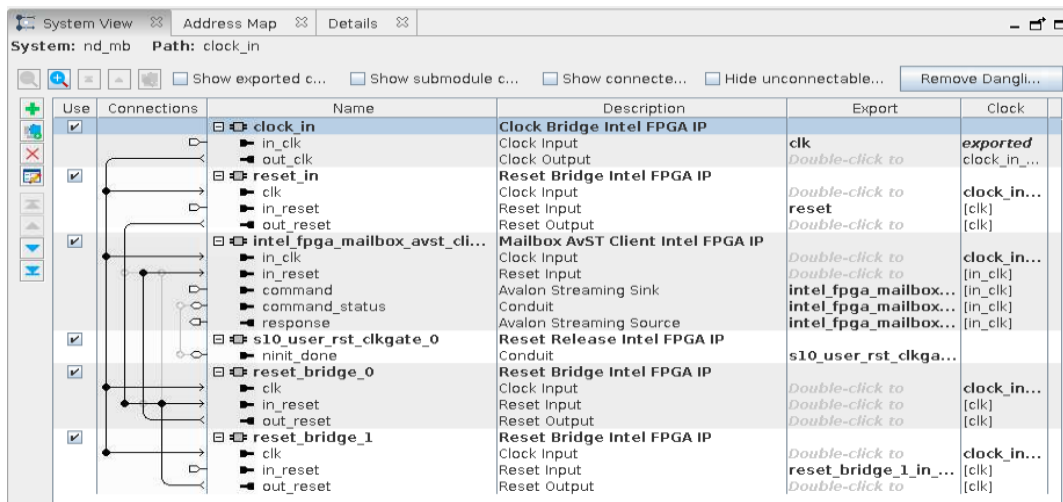 System View Address Map Details
System: nd_mb Path: clock_in
Show exported c... Show submodule c... Show connecte... Hide unconnectable... Remove Dangli...
Use Connections Name Description Export Clock
clock_in Clock Bridge Intel FPGA IP
in_clk Clock Input clk exported
out_clk Clock Output Double-click to clock_in_...
reset_in Reset Bridge Intel FPGA IP
clk Clock Input Double-click to clock_in...
in_reset Reset Input reset [clk]
out_reset Reset Output Double-click to [clk]
intel_fpga_mailbox_avst_cli... Mailbox AvST Client Intel FPGA IP
in_clk Clock Input Double-click to clock_in...
in_reset Reset Input Double-click to [in_clk]
command Avalon Streaming Sink intel_fpga_mailbox... [in_clk]
command_status Conduit intel_fpga_mailbox... [in_clk]
response Avalon Streaming Source intel_fpga_mailbox... [in_clk]
s10_user_rst_clkgate_0 Reset Release Intel FPGA IP
ninit_done Conduit s10_user_rst_clkga...
reset_bridge_0 Reset Bridge Intel FPGA IP
clk Clock Input Double-click to clock_in...
in_reset Reset Input Double-click to [clk]
out_reset Reset Output Double-click to [clk]
reset_bridge_1 Reset Bridge Intel FPGA IP
clk Clock Input Double-click to clock_in...
in_reset Reset Input reset_bridge_1_in_... [clk]
out_reset Reset Output Double-click to [clk]